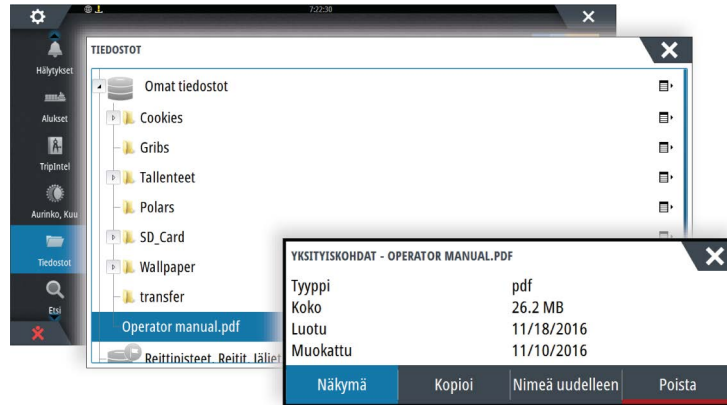 7:22:30
TIEDOSTOT
Hälytykset
Alukset
TripIntel
Aurinko, Kuu
Tiedostot
Etsi
Omat tiedostot
Cookies
Gribs
Tallenteet
Polars
SD_Card
Wallpaper
transfer
Operator manual.pdf
Reittipisteet, Reitit, Jäljet
YKSITYISKOHDAT - OPERATOR MANUAL.PDF
Tyyppi pdf
Koko 26.2 MB
Luotu 11/18/2016
Muokattu 11/10/2016
Näkymä Kopioi Nimeä uudelleen Poista